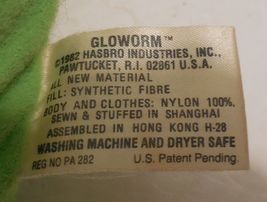 GLOWORM™
©1982 HASBRO INDUSTRIES, INC.,
PAWTUCKET, R.I. 02861 U.S.A.
ALL NEW MATERIAL
FILL: SYNTHETIC FIBRE
BODY AND CLOTHES: NYLON 100%.
SEWN & STUFFED IN SHANGHAI
ASSEMBLED IN HONG KONG H-28
WASHING MACHINE AND DRYER SAFE
REG NO PA 282 U.S. Patent Pending.